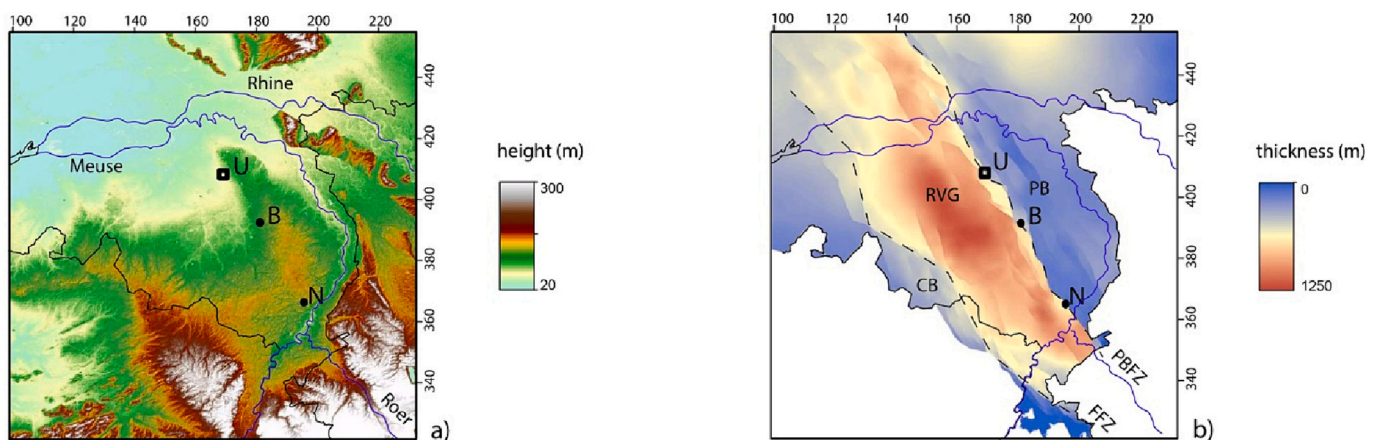 100 120 140 160 180 200 220
Rhine
Meuse
U
B
N
Roer
a)
440
420
400
380
360
340
height (m)
300
20
100 120 140 160 180 200 220
U
PB
RVG
B
CB
N
PBFZ
FFZ
b)
440
420
400
380
360
340
thickness (m)
0
1250